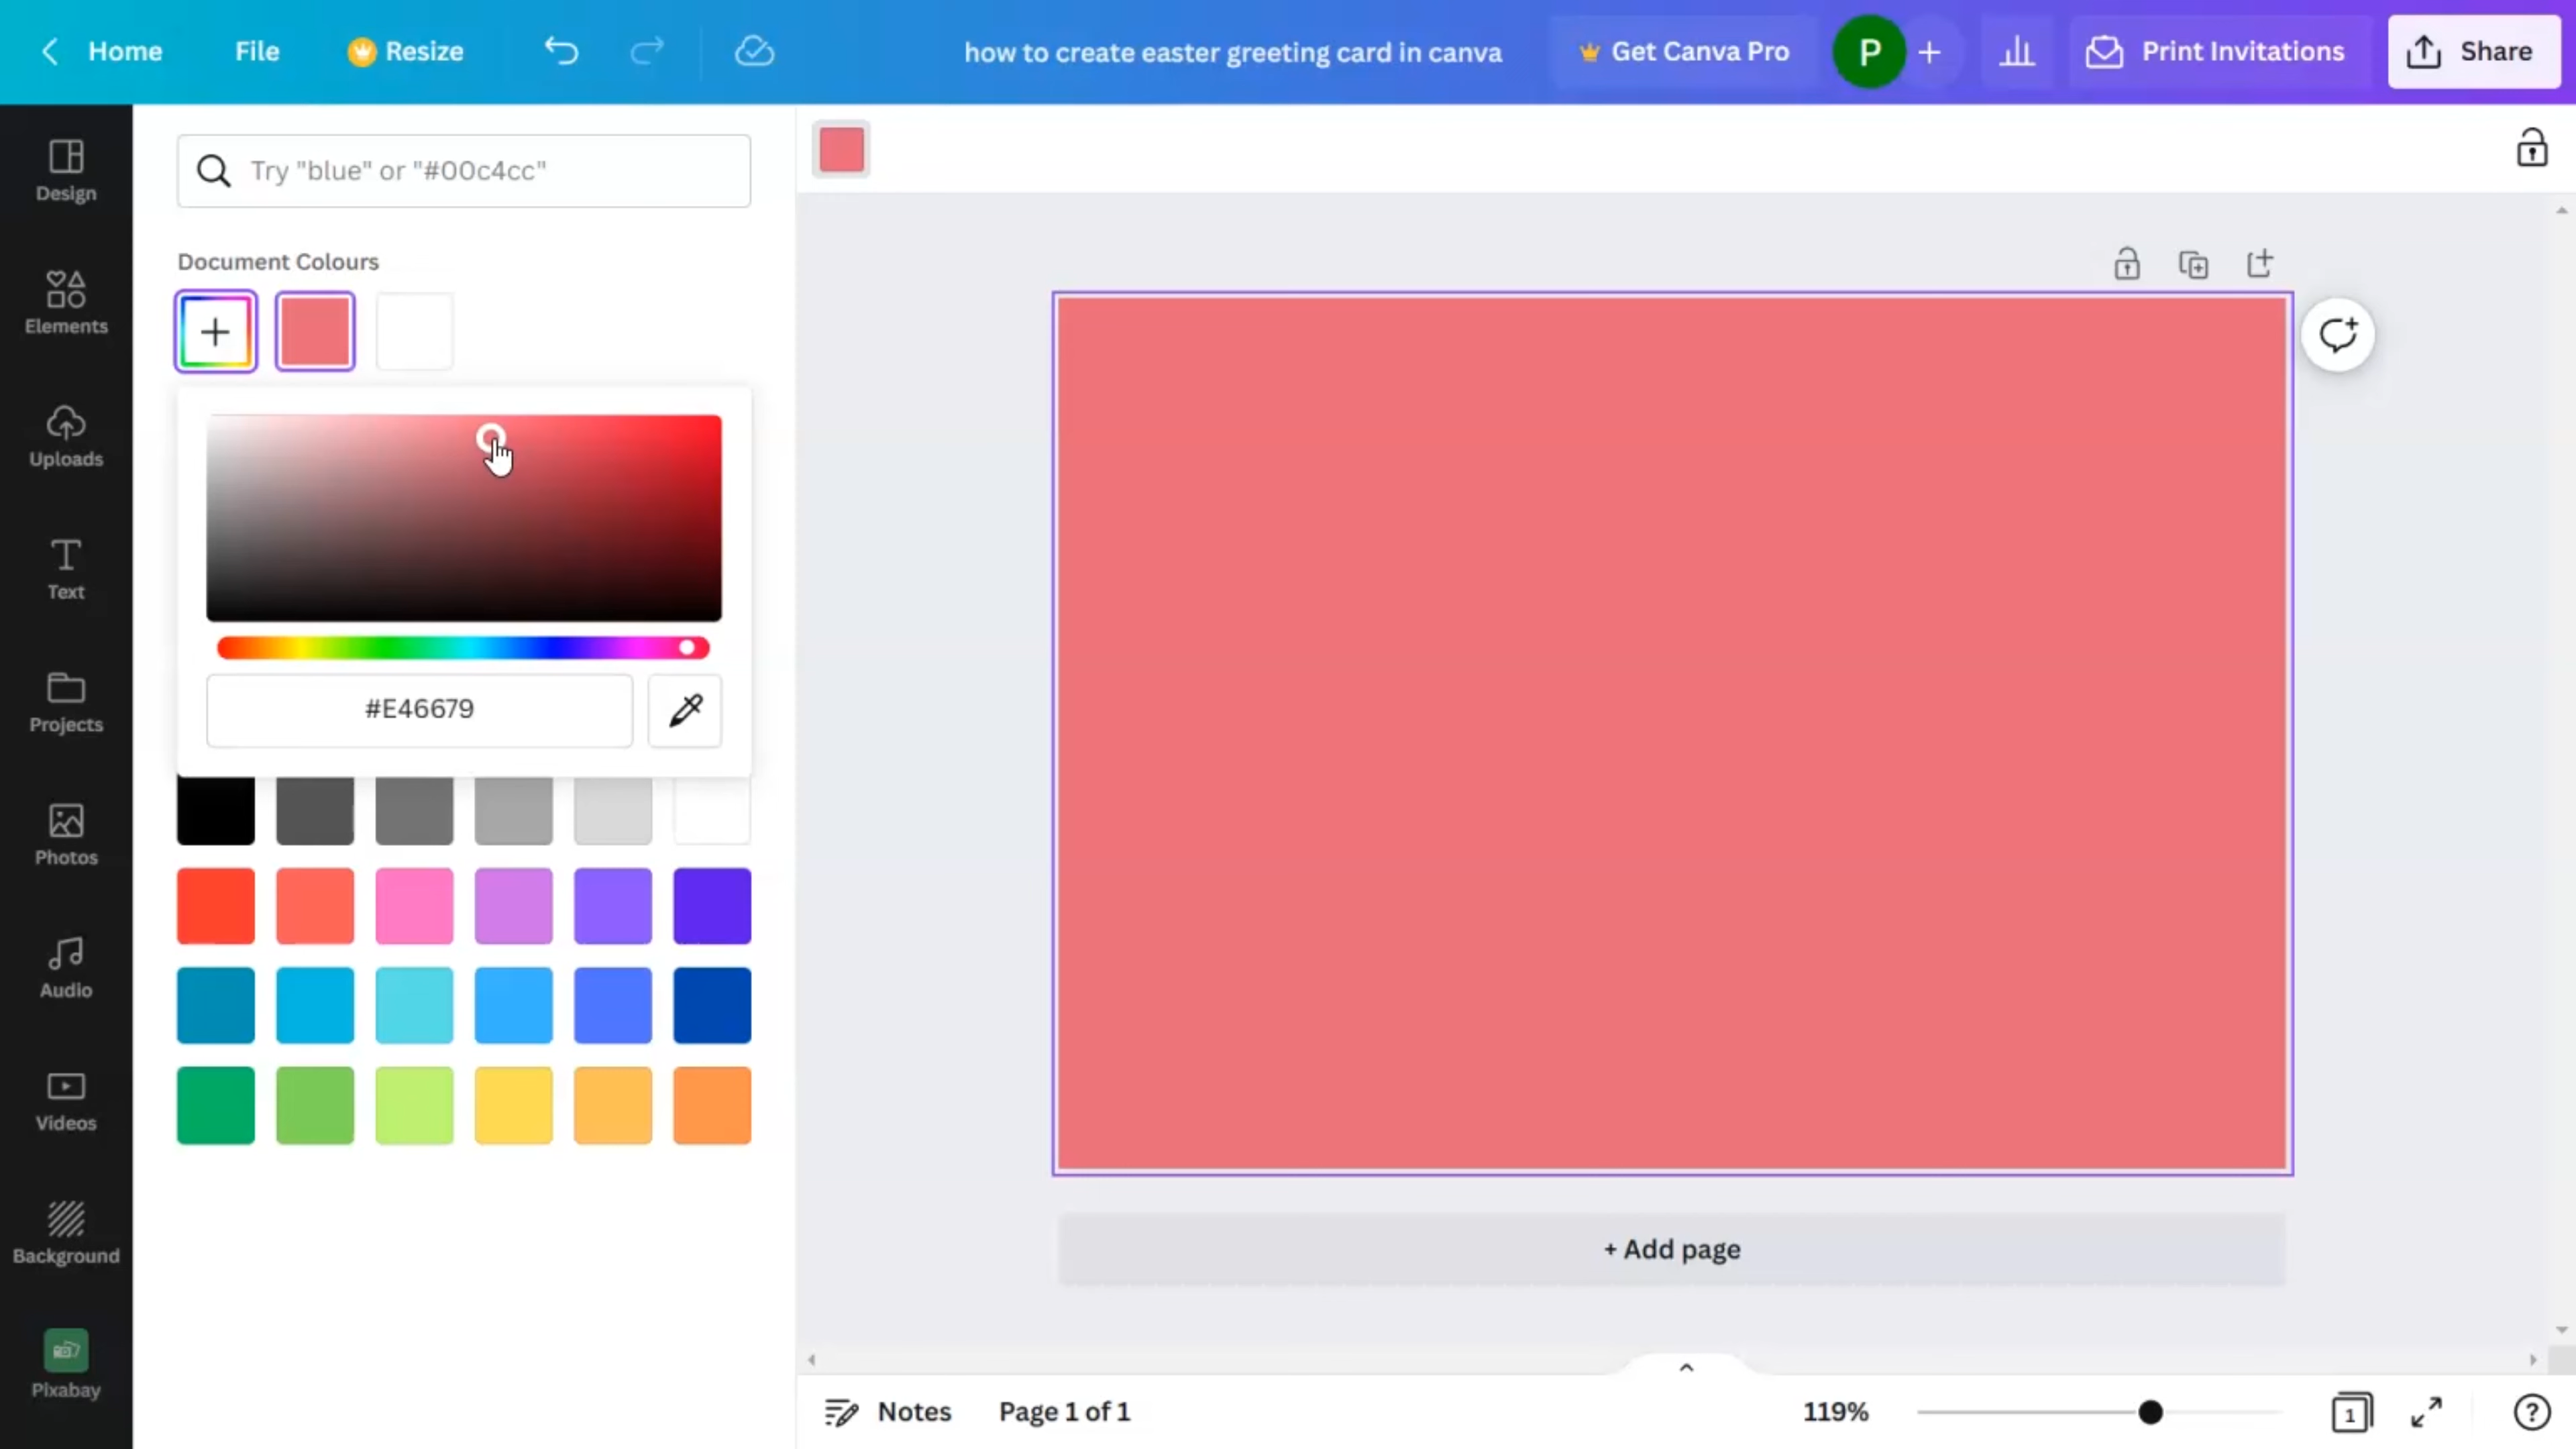 Home
File
Resize
how to create easter greeting card in canva
Get Canva Pro
P
+
Print Invitations
Share
Design
Elements
Uploads
Text
Projects
Photos
Audio
Videos
Background
Pixabay
Try "blue" or "#00c4cc"
Document Colours
#E46679
+ Add page
Notes
Page 1 of 1
119%
1
?